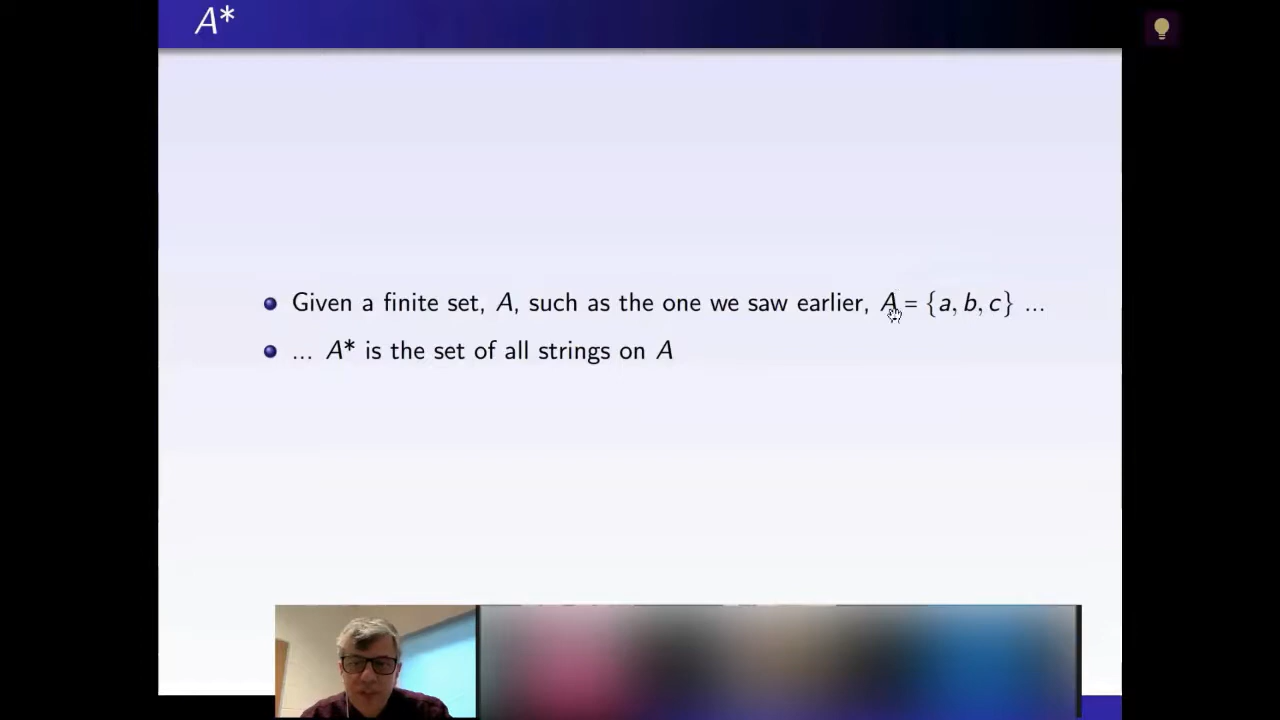 A*
Given a finite set, A, such as the one we saw earlier, A = {a, b, c} ...
... A* is the set of all strings on A